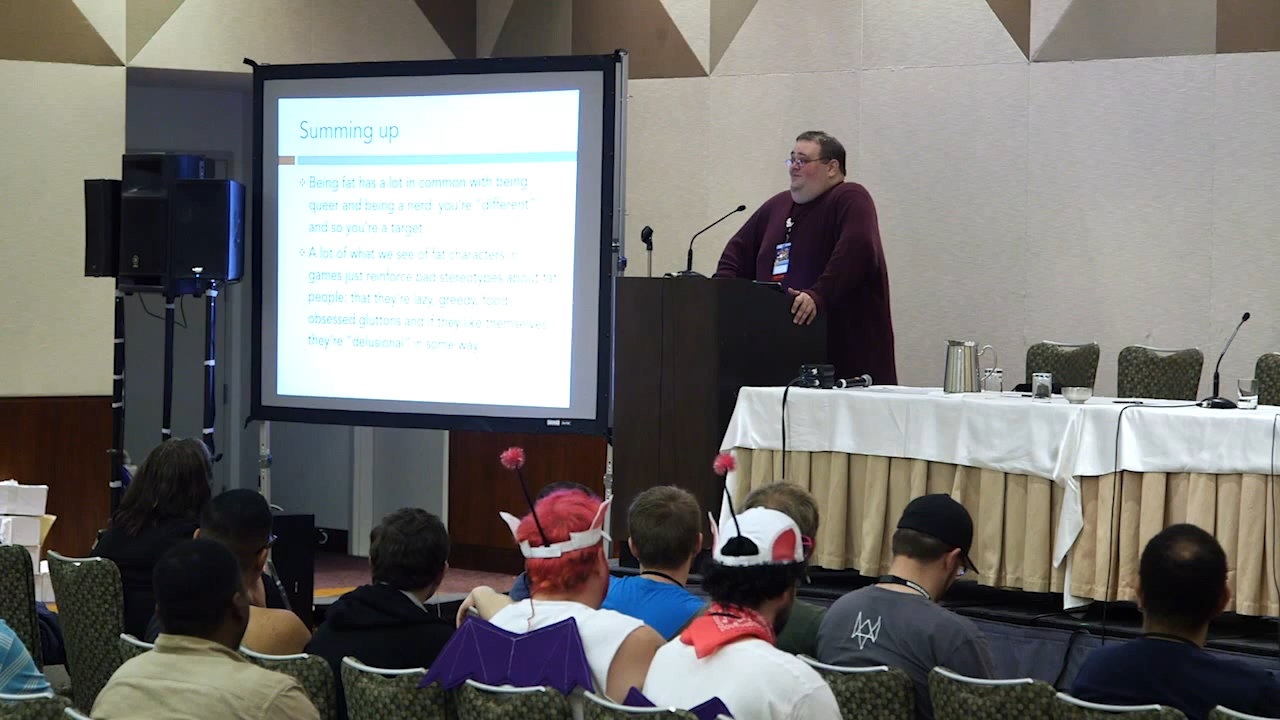 Summing up
Being fat has a lot in common with being
queer and being a nerd: you're "different"
and so you're a target.
A lot of what we see of fat characters in
games just reinforce bad stereotypes about fat
people: that they're lazy, greedy, food
obsessed gluttons and if they like themselves
they're "delusional" in some way.